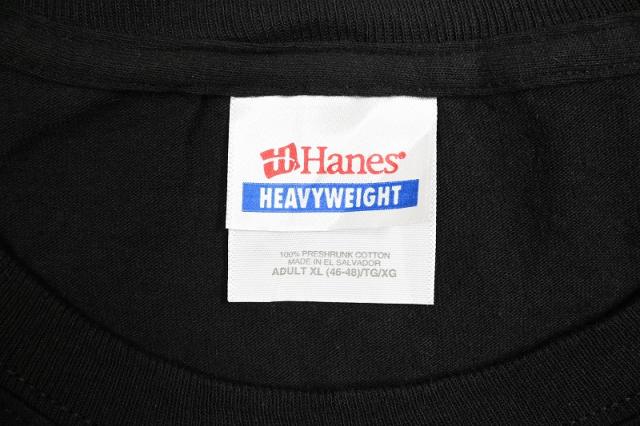 Hanes®
HEAVYWEIGHT
100% PRESHRUNK COTTON
MADE IN EL SALVADOR
ADULT XL (46-48)/TG/XG